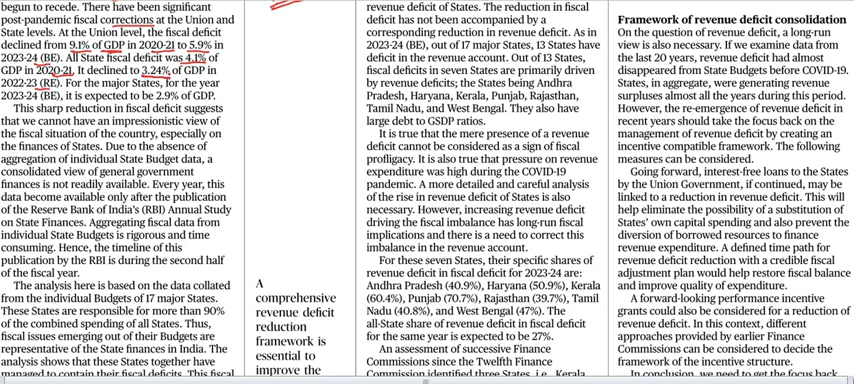 begun to recede. There have been significant
post-pandemic fiscal corrections at the Union and
State levels. At the Union level, the fiscal deficit
declined from 9.1% of GDP in 2020-21 to 5.9% in
2023-24 (BE). All State fiscal deficit was 4.1% of
GDP in 2020-21. It declined to 3.24% of GDP in
2022-23 (RE). For the major States, for the year
2023-24 (BE), it is expected to be 2.9% of GDP.
This sharp reduction in fiscal deficit suggests
that we cannot have an impressionistic view of
the fiscal situation of the country, especially on
the finances of States. Due to the absence of
aggregation of individual State Budget data, a
consolidated view of general government
finances is not readily available. Every year, this
data become available only after the publication
of the Reserve Bank of India's (RBI) Annual Study
on State Finances. Aggregating fiscal data from
individual State Budgets is rigorous and time
consuming. Hence, the timeline of this
publication by the RBI is during the second half
of the fiscal year.
The analysis here is based on the data collated
from the individual Budgets of 17 major States.
These States are responsible for more than 90%
of the combined spending of all States. Thus,
fiscal issues emerging out of their Budgets are
representative of the State finances in India. The
analysis shows that these States together have
managed to contain their fiscal deficits. This fiscal
A
comprehensive
revenue deficit
reduction
framework is
essential to
improve the
revenue deficit of States. The reduction in fiscal
deficit has not been accompanied by a
corresponding reduction in revenue deficit. As in
2023-24 (BE), out of 17 major States, 13 States have
deficit in the revenue account. Out of 13 States,
fiscal deficits in seven States are primarily driven
by revenue deficits; the States being Andhra
Pradesh, Haryana, Kerala, Punjab, Rajasthan,
Tamil Nadu, and West Bengal. They also have
large debt to GSDP ratios.
It is true that the mere presence of a revenue
deficit cannot be considered as a sign of fiscal
profligacy. It is also true that pressure on revenue
expenditure was high during the COVID-19
pandemic. A more detailed and careful analysis
of the rise in revenue deficit of States is also
necessary. However, increasing revenue deficit
driving the fiscal imbalance has long-run fiscal
implications and there is a need to correct this
imbalance in the revenue account.
For these seven States, their specific shares of
revenue deficit in fiscal deficit for 2023-24 are:
Andhra Pradesh (40.9%), Haryana (50.9%), Kerala
(60.4%), Punjab (70.7%), Rajasthan (39.7%), Tamil
Nadu (40.8%), and West Bengal (47%). The
all-State share of revenue deficit in fiscal deficit
for the same year is expected to be 27%.
An assessment of successive Finance
Commissions since the Twelfth Finance
Commission identified three States, i.e., Kerala,
Framework of revenue deficit consolidation
On the question of revenue deficit, a long-run
view is also necessary. If we examine data from
the last 20 years, revenue deficit had almost
disappeared from State Budgets before COVID-19.
States, in aggregate, were generating revenue
surpluses almost all the years during this period.
However, the re-emergence of revenue deficit in
recent years should take the focus back on the
management of revenue deficit by creating an
incentive compatible framework. The following
measures can be considered.
Going forward, interest-free loans to the States
by the Union Government, if continued, may be
linked to a reduction in revenue deficit. This will
help eliminate the possibility of a substitution of
States' own capital spending and also prevent the
diversion of borrowed resources to finance
revenue expenditure. A defined time path for
revenue deficit reduction with a credible fiscal
adjustment plan would help restore fiscal balance
and improve quality of expenditure.
A forward-looking performance incentive
grants could also be considered for a reduction of
revenue deficit. In this context, different
approaches provided by earlier Finance
Commissions can be considered to decide the
framework of the incentive structure.
In conclusion, we need to get the focus back